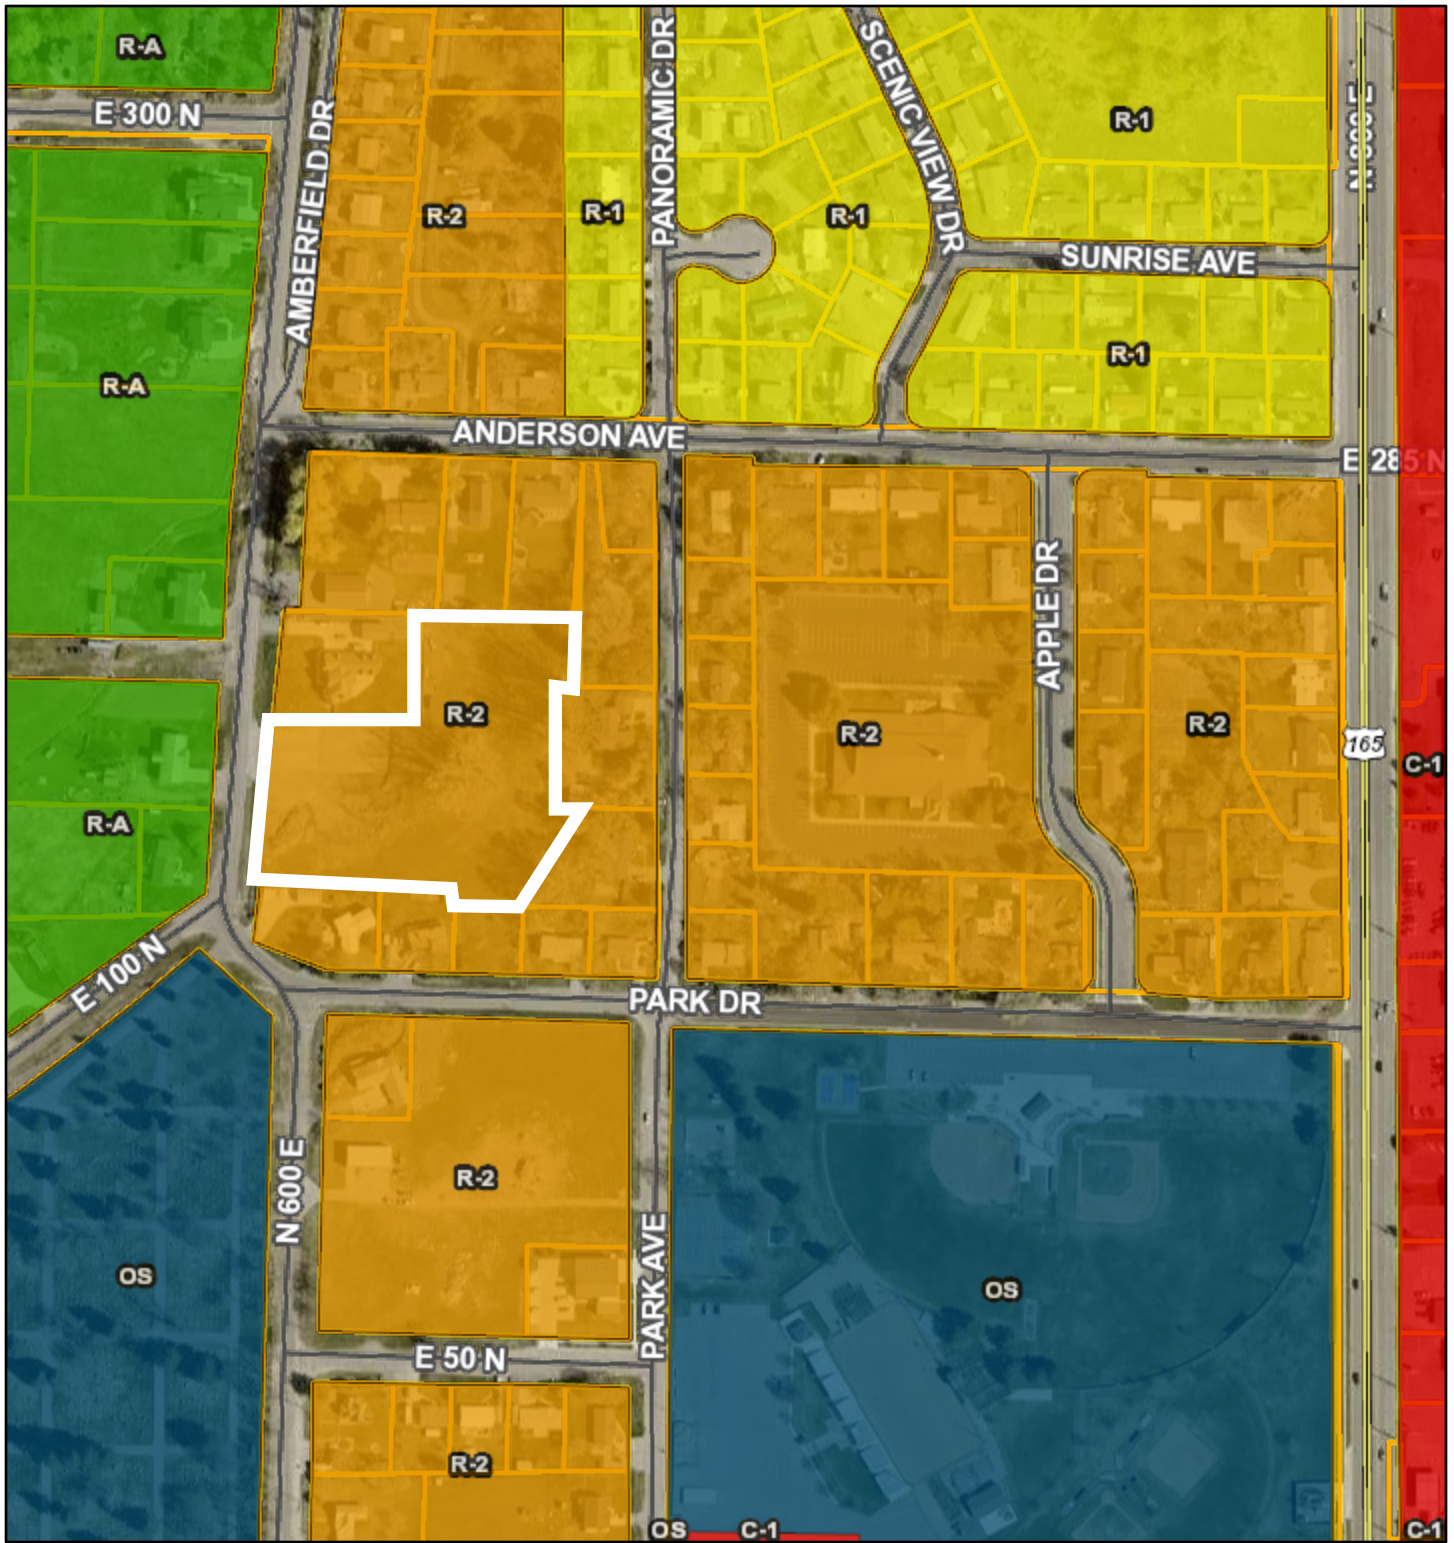 R-A
E 300 N
AMBERFIELD DR
PANORAMIC DR
SCENIC VIEW DR
R-1
R-2
R-1
R-1
SUNRISE AVE
R-A
R-1
ANDERSON AVE
E 285 N
APPLE DR
R-2
R-2
R-2
165
C-1
R-A
E 100 N
PARK DR
N 600 E
R-2
OS
PARK AVE
OS
E 50 N
R-2
OS
C-1
C-1